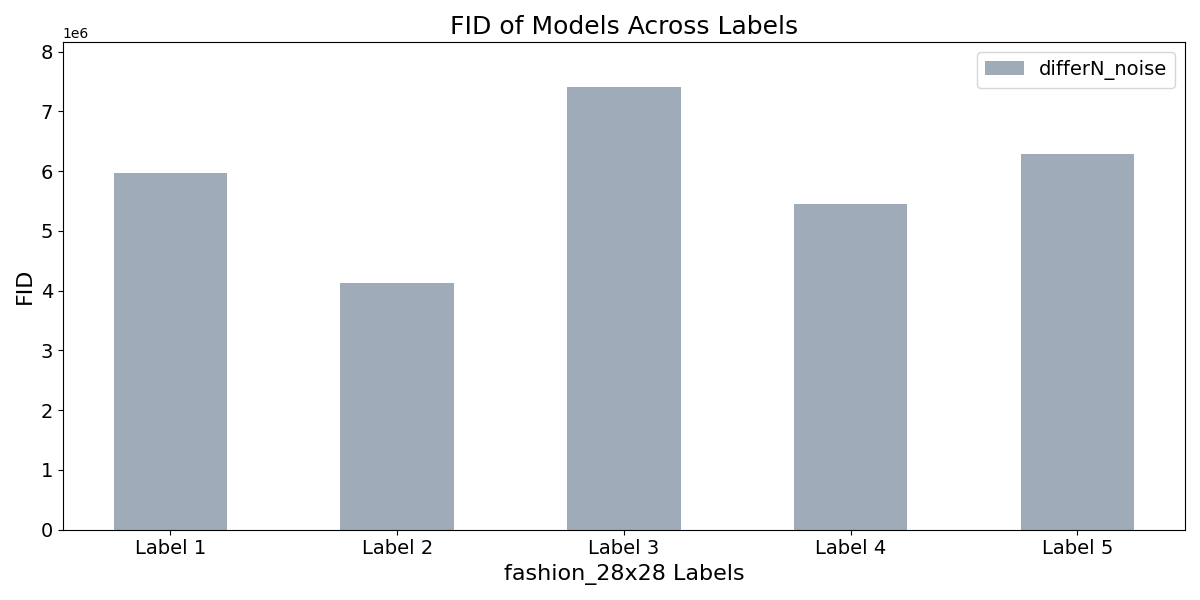 FID of Models Across Labels
1e6
differN_noise
8
7
6
5
4
3
2
1
0
FID
Label 1 Label 2 Label 3 Label 4 Label 5
fashion_28x28 Labels